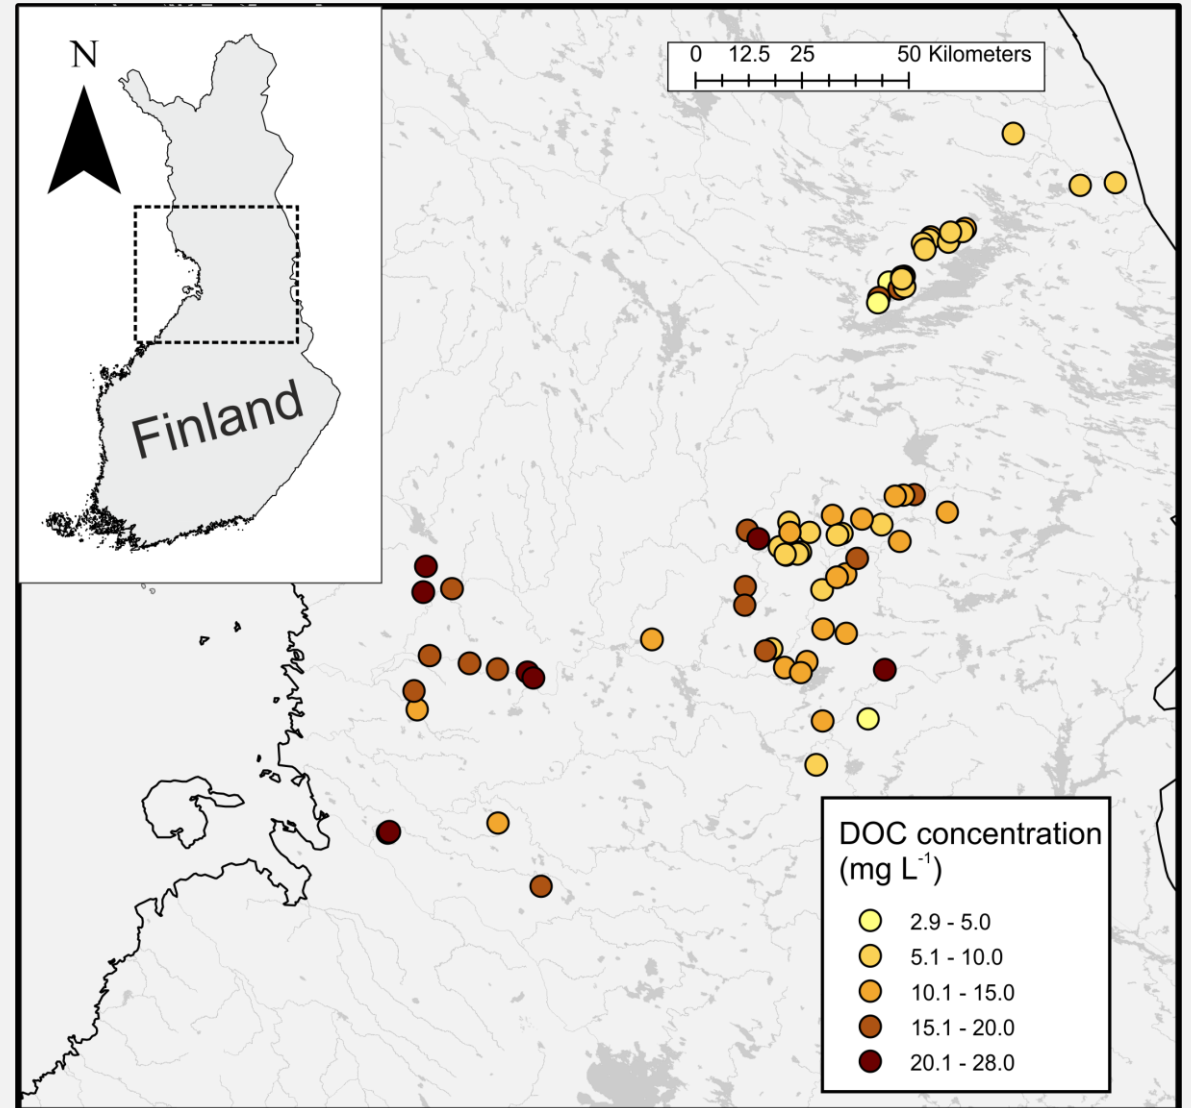 N
Finland
0 12.5 25 50 Kilometers
DOC concentration
(mg L⁻¹)
2.9 - 5.0
5.1 - 10.0
10.1 - 15.0
15.1 - 20.0
20.1 - 28.0